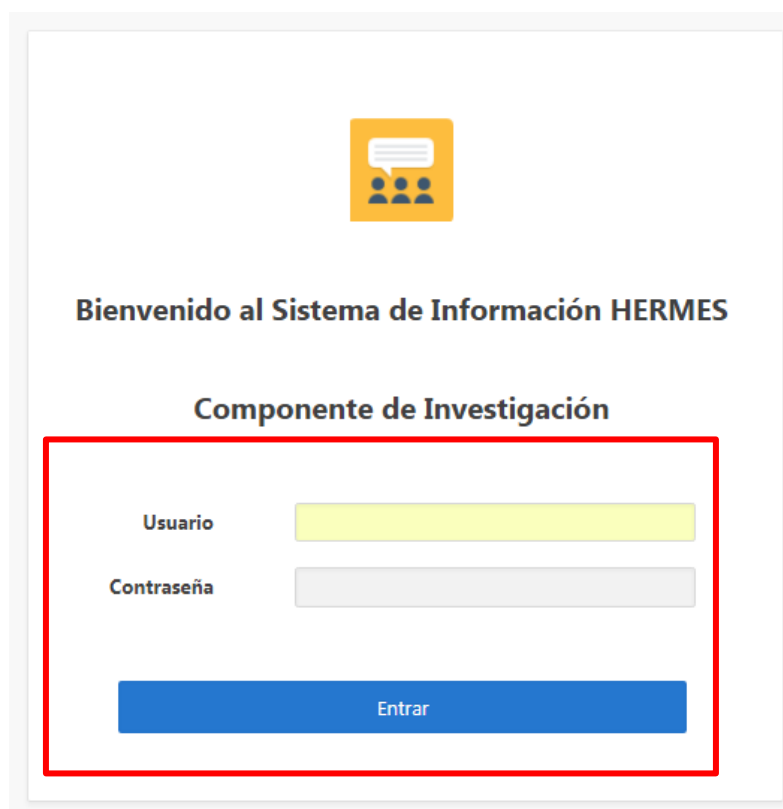 Bienvenido al Sistema de Información HERMES
Componente de Investigación
Usuario
Contraseña
Entrar